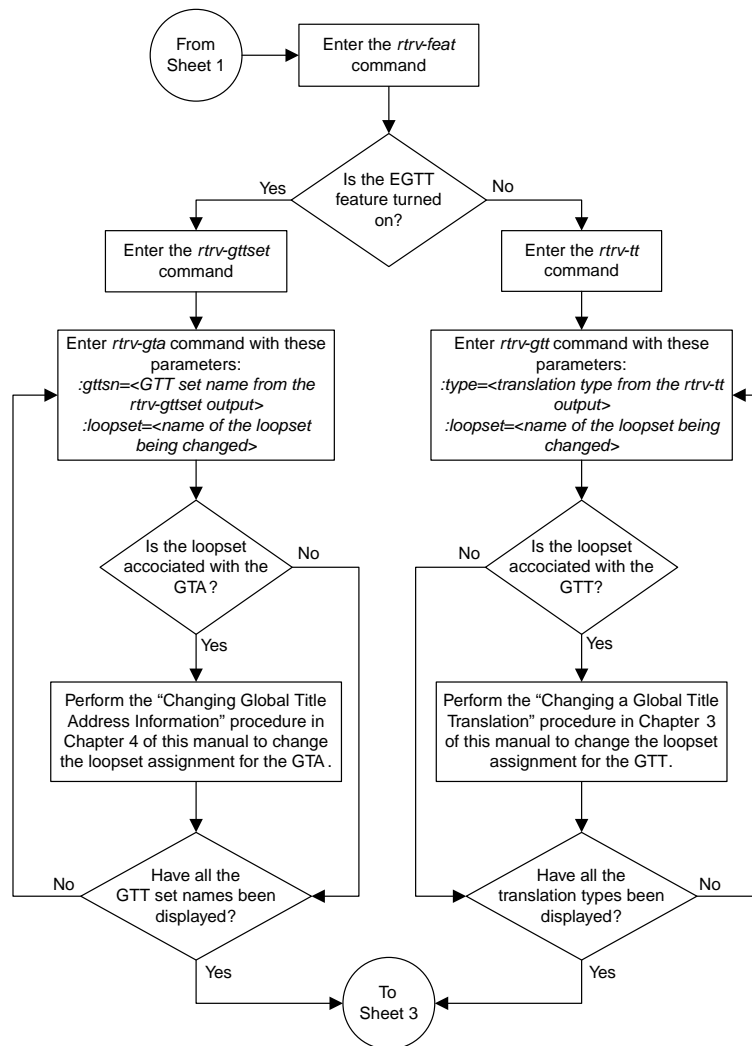 From
Sheet 1
Enter the rtrv-feat
command
Is the EGTT
feature turned
on?
Yes
No
Enter the rtrv-gttset
command
Enter the rtrv-tt
command
Enter rtrv-gta command with these
parameters:
:gttsn=<GTT set name from the
rtrv-gttset output>
:loopset=<name of the loopset
being changed>
Enter rtrv-gtt command with these
parameters:
:type=<translation type from the rtrv-tt
output>
:loopset=<name of the loopset being
changed>
Is the loopset
accociated with the
GTA?
No
Yes
Is the loopset
accociated with the
GTT?
No
Yes
Perform the “Changing Global Title
Address Information” procedure in
Chapter 4 of this manual to change
the loopset assignment for the GTA.
Perform the “Changing a Global Title
Translation” procedure in Chapter 3
of this manual to change the loopset
assignment for the GTT.
Have all the
GTT set names been
displayed?
No
Yes
Have all the
translation types been
displayed?
No
Yes
To
Sheet 3